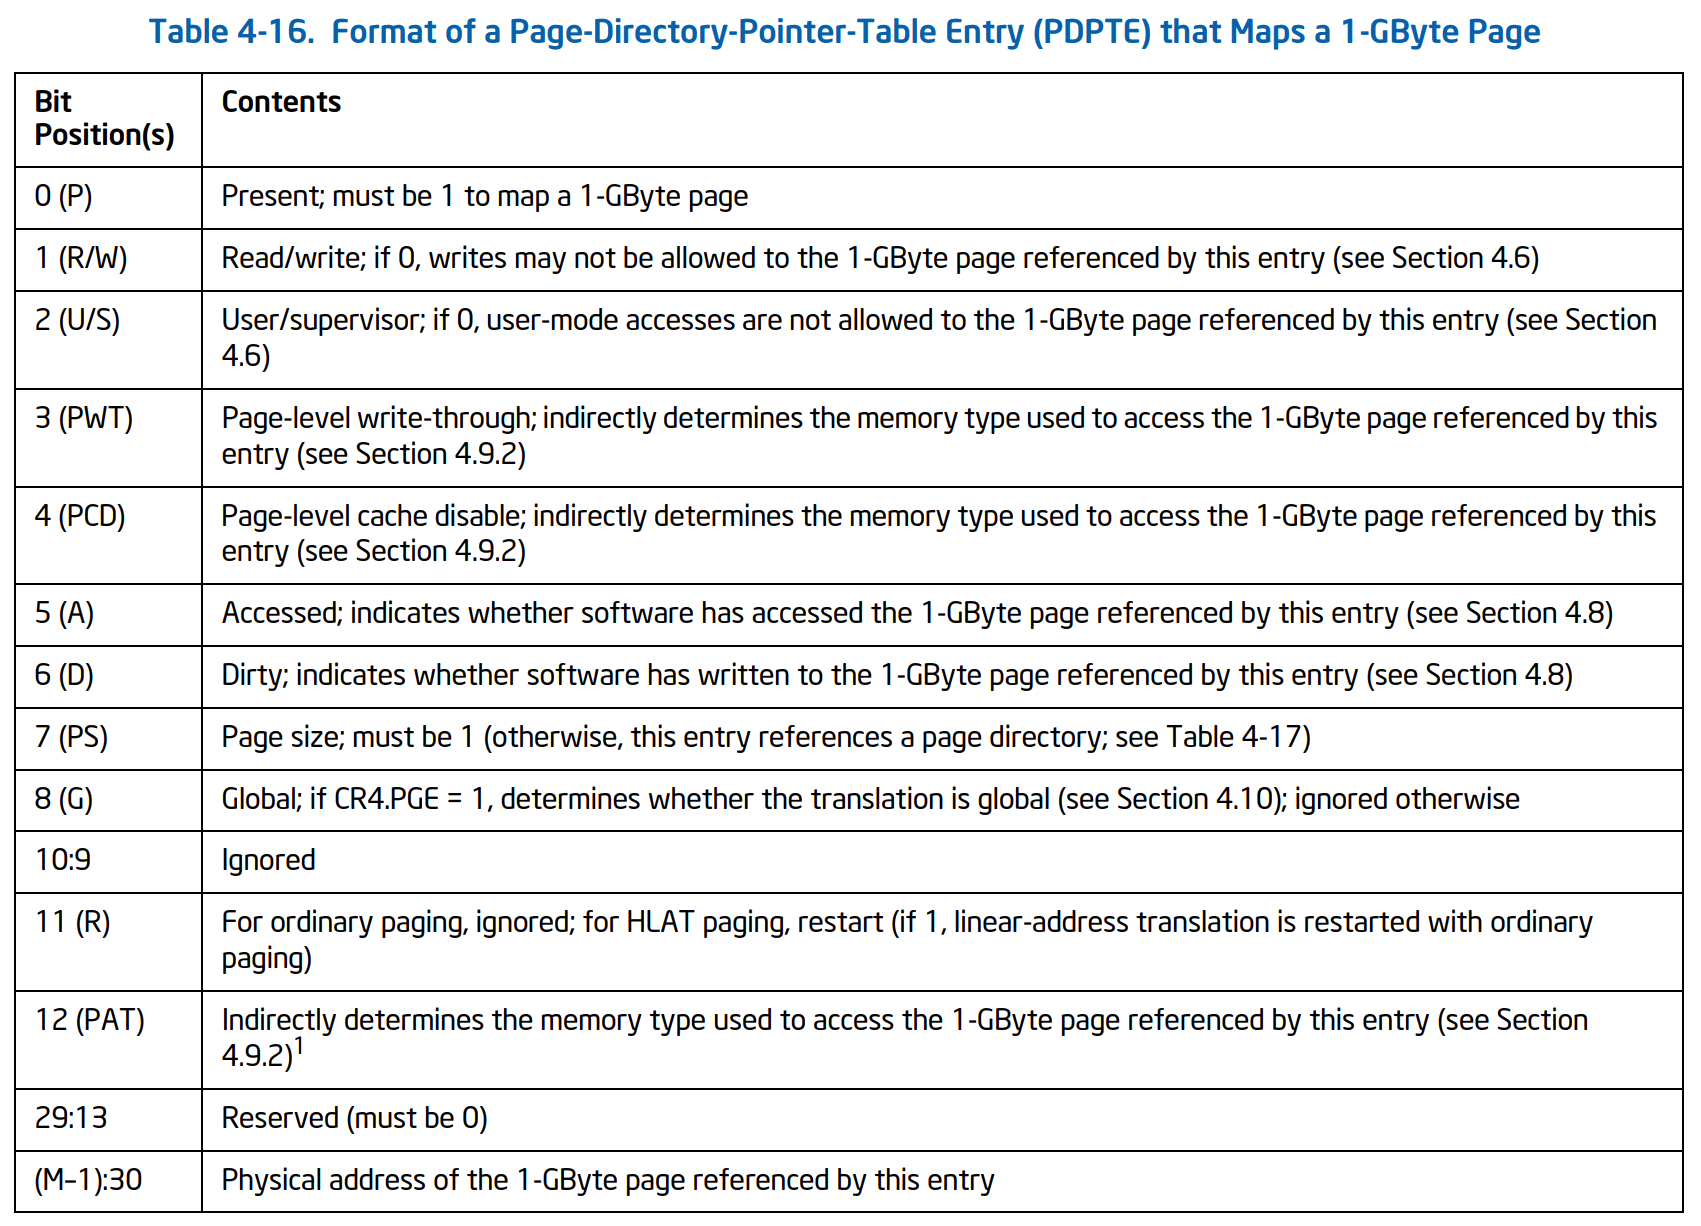 Table 4-16. Format of a Page-Directory-Pointer-Table Entry (PDPTE) that Maps a 1-GByte Page
Bit Position(s) Contents
0 (P) Present; must be 1 to map a 1-GByte page
1 (R/W) Read/write; if 0, writes may not be allowed to the 1-GByte page referenced by this entry (see Section 4.6)
2 (U/S) User/supervisor; if 0, user-mode accesses are not allowed to the 1-GByte page referenced by this entry (see Section
4.6)
3 (PWT) Page-level write-through; indirectly determines the memory type used to access the 1-GByte page referenced by this
entry (see Section 4.9.2)
4 (PCD) Page-level cache disable; indirectly determines the memory type used to access the 1-GByte page referenced by this
entry (see Section 4.9.2)
5 (A) Accessed; indicates whether software has accessed the 1-GByte page referenced by this entry (see Section 4.8)
6 (D) Dirty; indicates whether software has written to the 1-GByte page referenced by this entry (see Section 4.8)
7 (PS) Page size; must be 1 (otherwise, this entry references a page directory; see Table 4-17)
8 (G) Global; if CR4.PGE = 1, determines whether the translation is global (see Section 4.10); ignored otherwise
10:9 Ignored
11 (R) For ordinary paging, ignored; for HLAT paging, restart (if 1, linear-address translation is restarted with ordinary
paging)
12 (PAT) Indirectly determines the memory type used to access the 1-GByte page referenced by this entry (see Section
4.9.2)1
29:13 Reserved (must be 0)
(M–1):30 Physical address of the 1-GByte page referenced by this entry